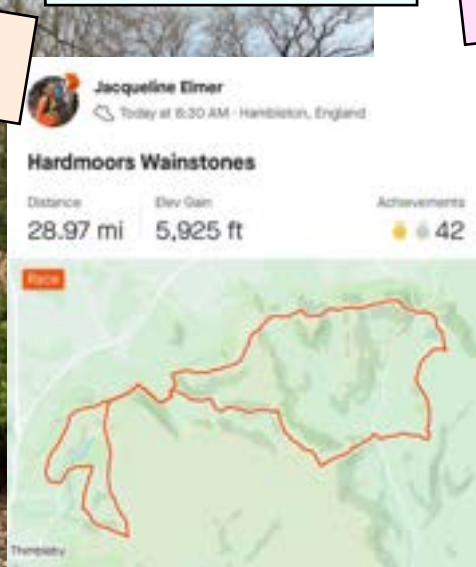 Jacqueline Elmer
Today at 8:30 AM · Hambleton, England
Hardmoors Wainstones
Distance
Elev Gain
Achievements
28.97 mi
5,925 ft
42
Race
Thimbleby